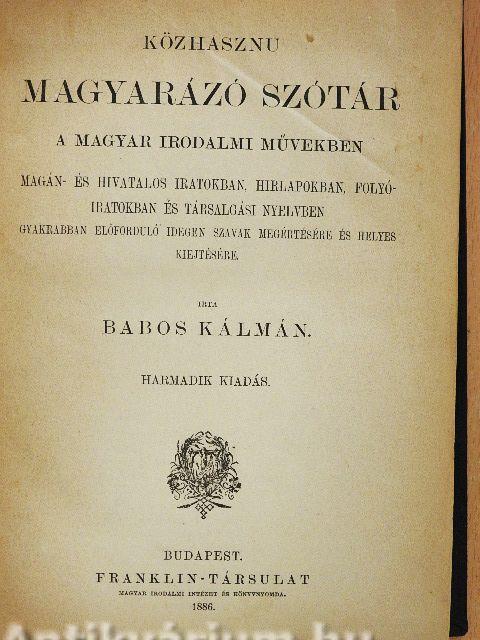 KÖZHASZNU
MAGYARÁZÓ SZÓTÁR
A MAGYAR IRODALMI MŰVEKBEN
MAGÁN- ÉS HIVATALOS IRATOKBAN, HIRLAPOKBAN, FOLYÓ-
IRATOKBAN ÉS TÁRSALGÁSI NYELVBEN
GYAKRABBAN ELŐFORDULÓ IDEGEN SZAVAK MEGÉRTÉSÉRE ÉS HELYES
KIEJTÉSÉRE.
IRTA
BABOS KÁLMÁN.
HARMADIK KIADÁS.
BUDAPEST.
FRANKLIN-TÁRSULAT
MAGYAR IRODALMI INTÉZET ÉS KÖNYVNYOMDA.
1886.
Antikvárium.hu